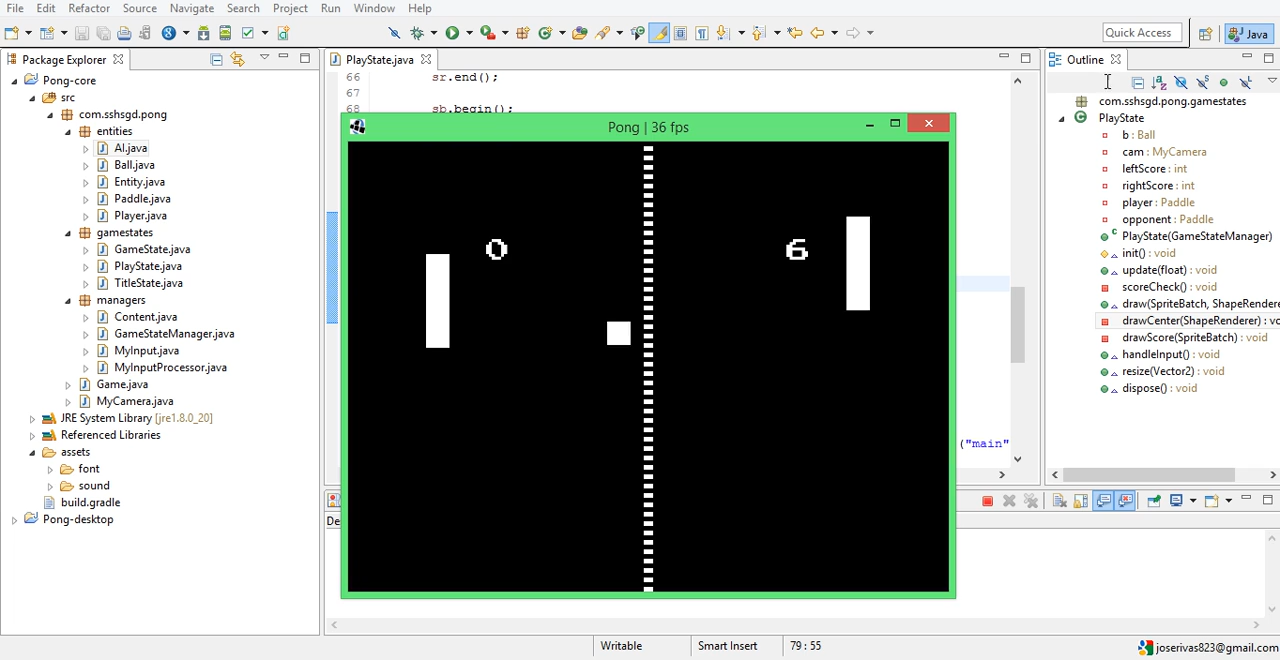 File Edit Refactor Source Navigate Search Project Run Window Help
Quick Access
Java
Package Explorer
PlayState.java
Outline
Pong-core
src
com.sshsgd.pong
entities
AI.java
Ball.java
Entity.java
Paddle.java
Player.java
gamestates
GameState.java
PlayState.java
TitleState.java
managers
Content.java
GameStateManager.java
MyInput.java
MyInputProcessor.java
Game.java
MyCamera.java
JRE System Library [jre1.8.0_20]
Referenced Libraries
assets
font
sound
build.gradle
Pong-desktop
66 sr.end();
67
68 sb.begin();
Pong | 36 fps
0 6
("main"
De
com.sshsgd.pong.gamestates
PlayState
b : Ball
cam : MyCamera
leftScore : int
rightScore : int
player : Paddle
opponent : Paddle
PlayState(GameStateManager)
init() : void
update(float) : void
scoreCheck() : void
draw(SpriteBatch, ShapeRendere
drawCenter(ShapeRenderer) : vo
drawScore(SpriteBatch) : void
handleInput() : void
resize(Vector2) : void
dispose() : void
Writable Smart Insert 79 : 55
joserivas823@gmail.com